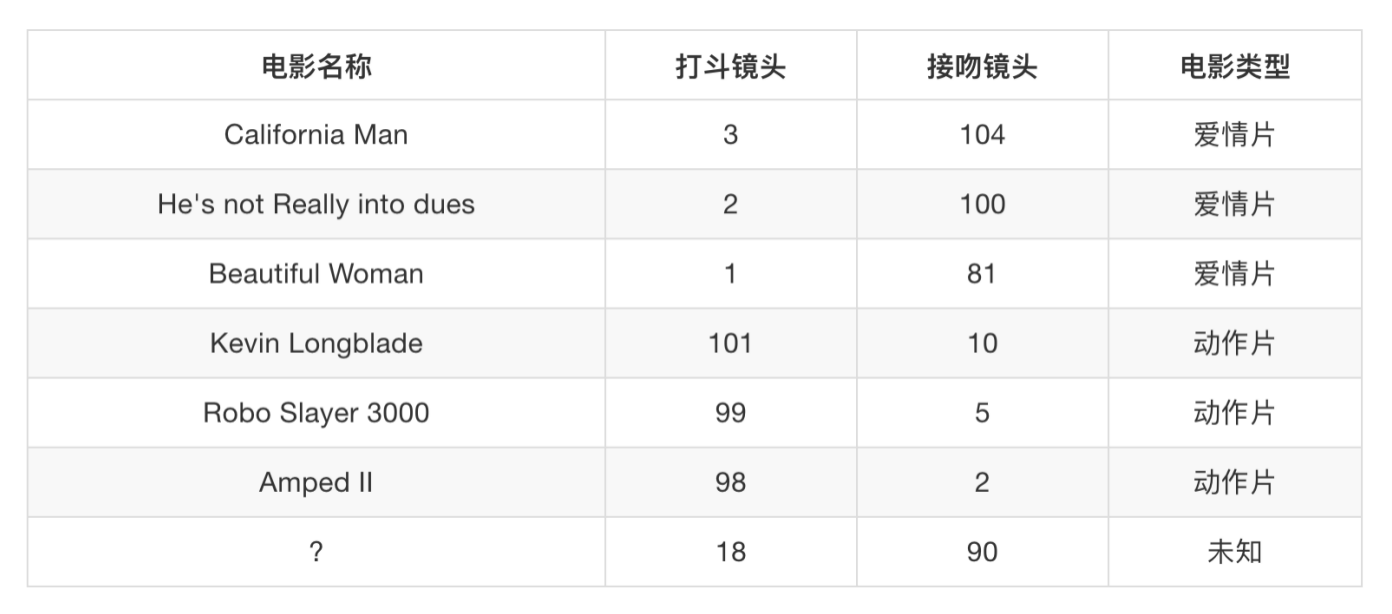 电影名称 打斗镜头 接吻镜头 电影类型
California Man 3 104 爱情片
He's not Really into dues 2 100 爱情片
Beautiful Woman 1 81 爱情片
Kevin Longblade 101 10 动作片
Robo Slayer 3000 99 5 动作片
Amped II 98 2 动作片
? 18 90 未知